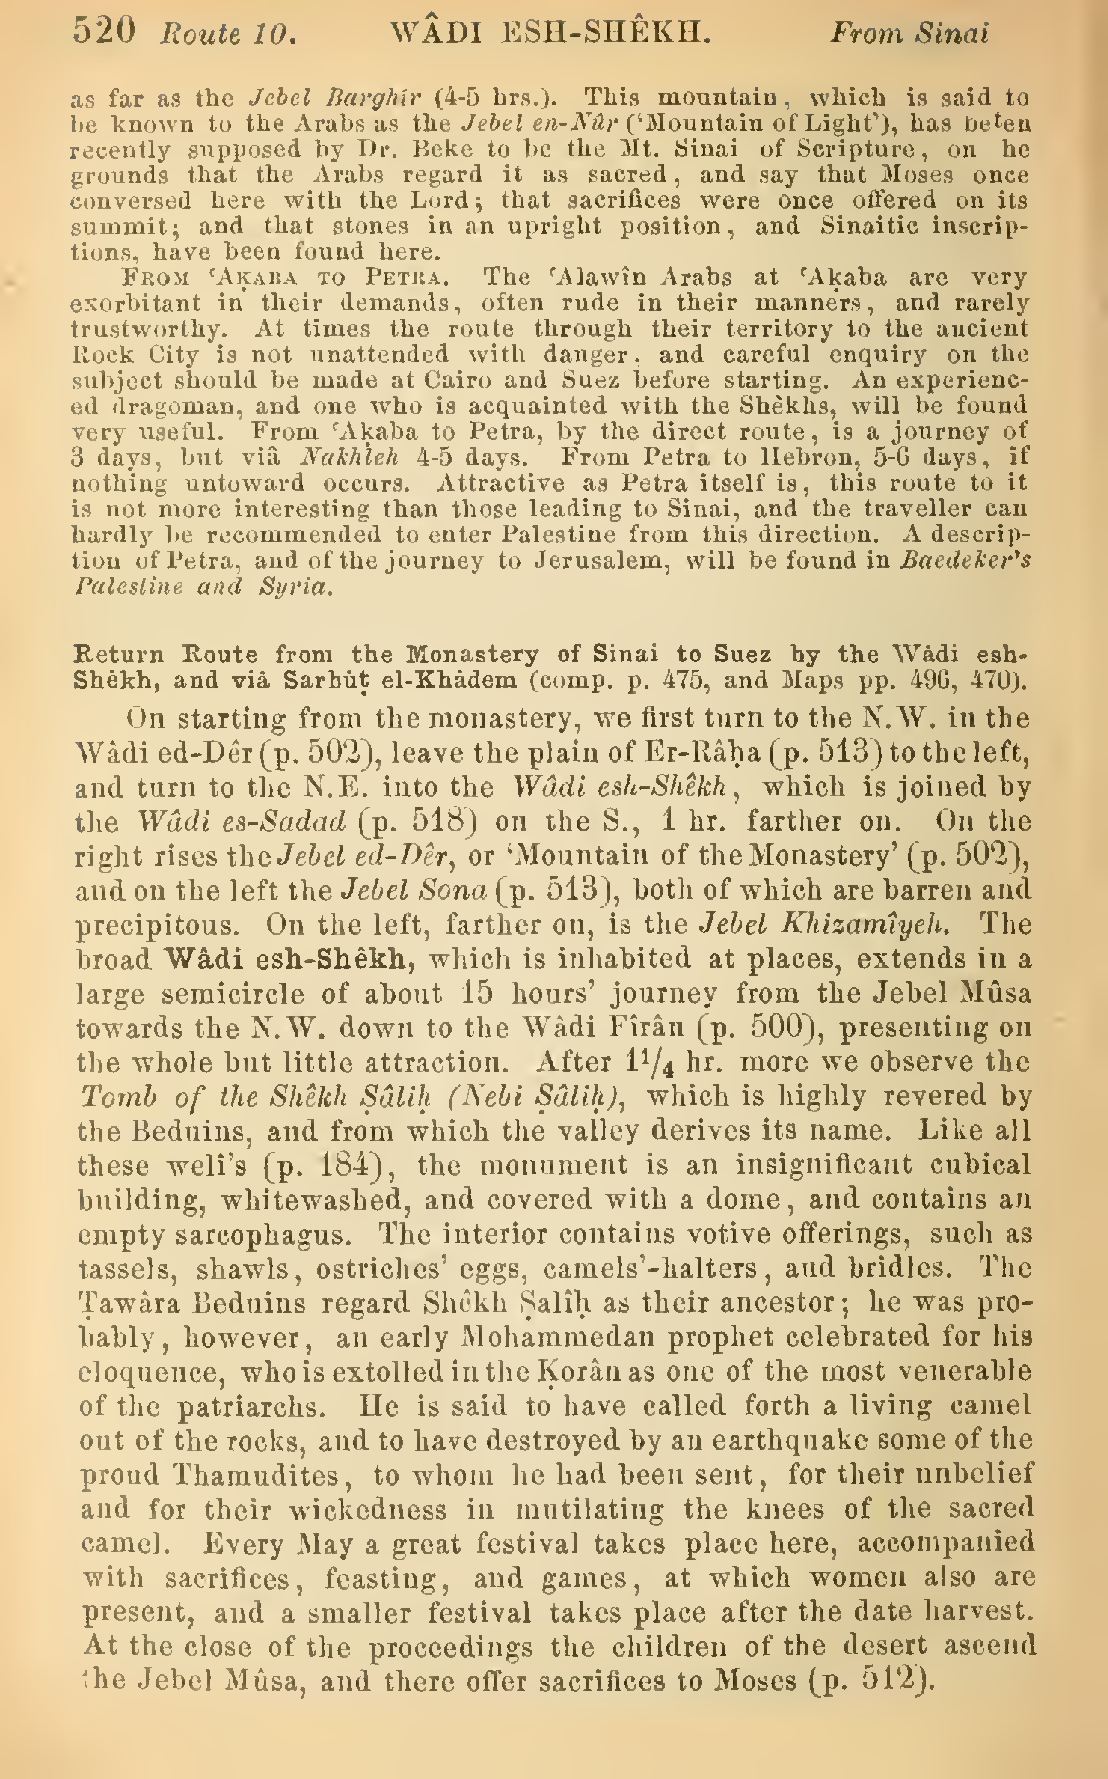 520 Route 10. WÂDI ESH-SHÊKH. From Sinai
as far as the Jebel Barghir (4-5 hrs.). This mountain, which is said to
be known to the Arabs as the Jebel en-Nûr (‘Mountain of Light’), has beten
recently supposed by Dr. Beke to be the Mt. Sinai of Scripture, on he
grounds that the Arabs regard it as sacred, and say that Moses once
conversed here with the Lord; that sacrifices were once offered on its
summit; and that stones in an upright position, and Sinaitic inscrip-
tions, have been found here.
FROM ʿAḲABA TO PETRA. The ʿAlawîn Arabs at ʿAḳaba are very
exorbitant in their demands, often rude in their manners, and rarely
trustworthy. At times the route through their territory to the ancient
Rock City is not unattended with danger, and careful enquiry on the
subject should be made at Cairo and Suez before starting. An experienc-
ed dragoman, and one who is acquainted with the Shêkhs, will be found
very useful. From ʿAḳaba to Petra, by the direct route, is a journey of
3 days, but viâ Nakhleh 4-5 days. From Petra to Hebron, 5-6 days, if
nothing untoward occurs. Attractive as Petra itself is, this route to it
is not more interesting than those leading to Sinai, and the traveller can
hardly be recommended to enter Palestine from this direction. A descrip-
tion of Petra, and of the journey to Jerusalem, will be found in Baedeker's
Palestine and Syria.
Return Route from the Monastery of Sinai to Suez by the Wâdi esh-
Shêkh, and viâ Sarbûṭ el-Khâdem (comp. p. 475, and Maps pp. 496, 470).
On starting from the monastery, we first turn to the N.W. in the
Wâdi ed-Dêr (p. 502), leave the plain of Er-Râḥa (p. 513) to the left,
and turn to the N.E. into the Wâdi esh-Shêkh, which is joined by
the Wâdi es-Sadad (p. 518) on the S., 1 hr. farther on. On the
right rises the Jebel ed-Dêr, or ‘Mountain of the Monastery’ (p. 502),
and on the left the Jebel Sona (p. 513), both of which are barren and
precipitous. On the left, farther on, is the Jebel Khizamîyeh. The
broad Wâdi esh-Shêkh, which is inhabited at places, extends in a
large semicircle of about 15 hours’ journey from the Jebel Mûsa
towards the N.W. down to the Wâdi Fîrân (p. 500), presenting on
the whole but little attraction. After 1¹/₄ hr. more we observe the
Tomb of the Shêkh Ṣâliḥ (Nebi Ṣâliḥ), which is highly revered by
the Beduins, and from which the valley derives its name. Like all
these weli's (p. 184), the monument is an insignificant cubical
building, whitewashed, and covered with a dome, and contains an
empty sarcophagus. The interior contains votive offerings, such as
tassels, shawls, ostriches’ eggs, camels’-halters, and bridles. The
Ṭawâra Beduins regard Shêkh Ṣalîḥ as their ancestor; he was pro-
bably, however, an early Mohammedan prophet celebrated for his
eloquence, who is extolled in the Ḳorân as one of the most venerable
of the patriarchs. He is said to have called forth a living camel
out of the rocks, and to have destroyed by an earthquake some of the
proud Thamudites, to whom he had been sent, for their unbelief
and for their wickedness in mutilating the knees of the sacred
camel. Every May a great festival takes place here, accompanied
with sacrifices, feasting, and games, at which women also are
present, and a smaller festival takes place after the date harvest.
At the close of the proceedings the children of the desert ascend
the Jebel Mûsa, and there offer sacrifices to Moses (p. 512).